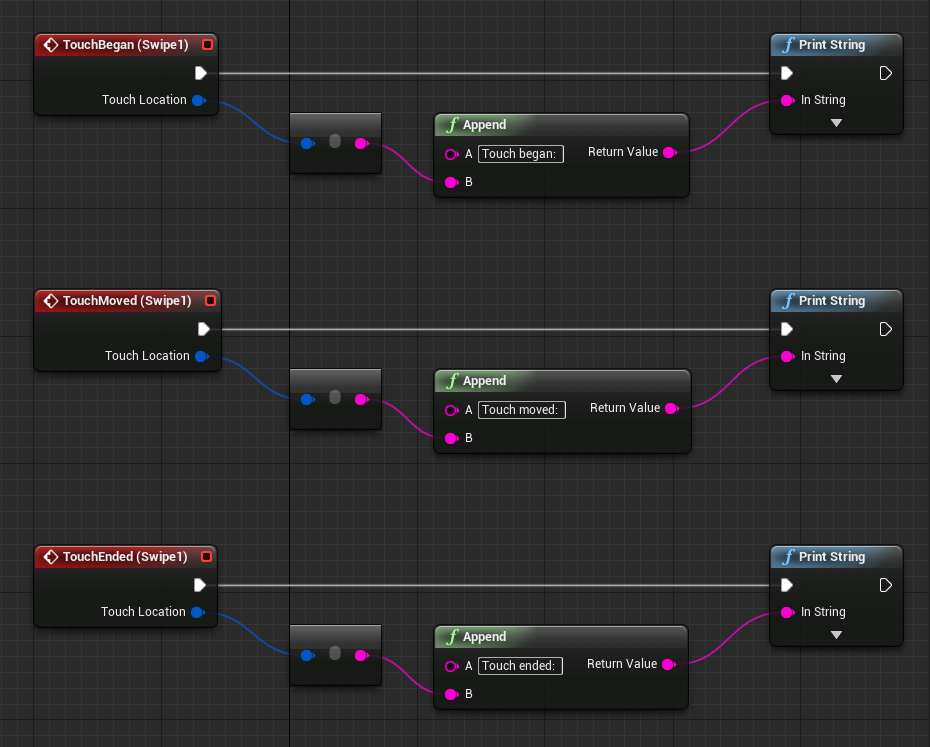 TouchBegan (Swipe1)
Touch Location
f Append
A Touch began:
Return Value
B
f Print String
In String
TouchMoved (Swipe1)
Touch Location
f Append
A Touch moved:
Return Value
B
f Print String
In String
TouchEnded (Swipe1)
Touch Location
f Append
A Touch ended:
Return Value
B
f Print String
In String